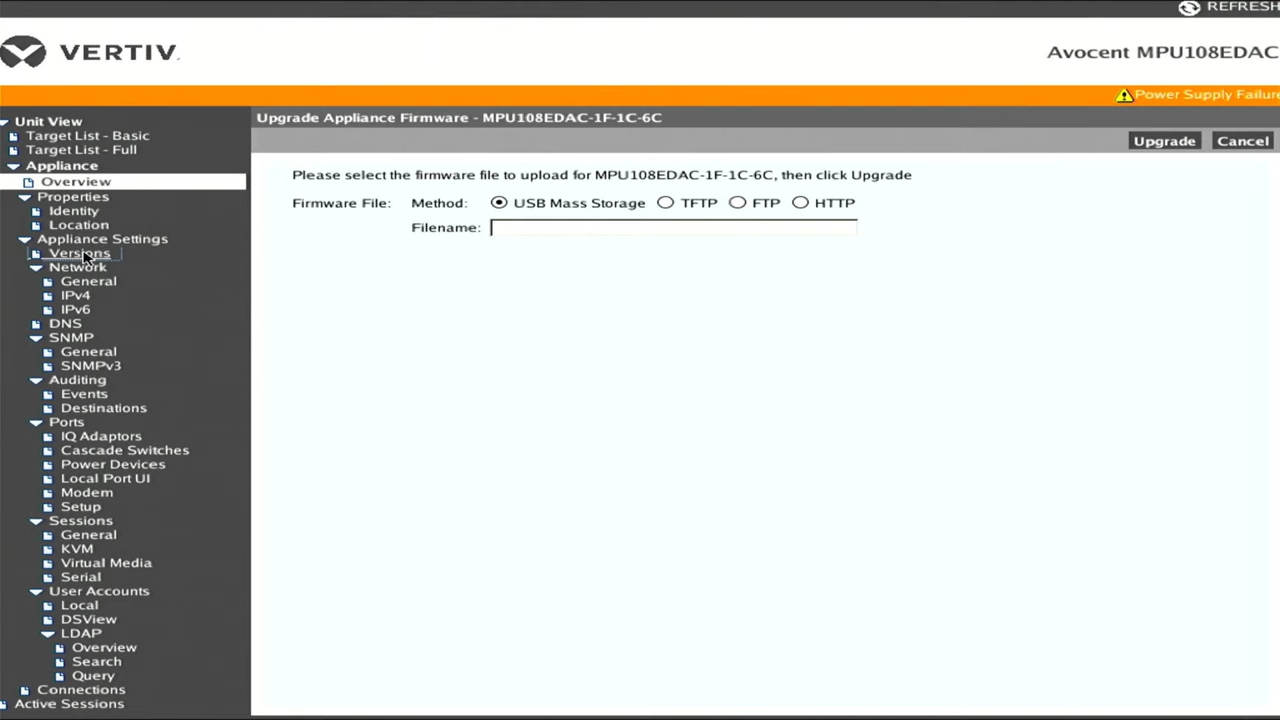 REFRESH
VERTIV.
Avocent MPU108EDAC
Power Supply Failure
Unit View
Target List - Basic
Target List - Full
Appliance
Overview
Properties
Identity
Location
Appliance Settings
Versions
Network
General
IPv4
IPv6
DNS
SNMP
General
SNMPv3
Auditing
Events
Destinations
Ports
IQ Adaptors
Cascade Switches
Power Devices
Local Port UI
Modem
Setup
Sessions
General
KVM
Virtual Media
Serial
User Accounts
Local
DSView
LDAP
Overview
Search
Query
Connections
Active Sessions
Upgrade Appliance Firmware - MPU108EDAC-1F-1C-6C
Upgrade Cancel
Please select the firmware file to upload for MPU108EDAC-1F-1C-6C, then click Upgrade
Firmware File: Method: USB Mass Storage TFTP FTP HTTP
Filename: